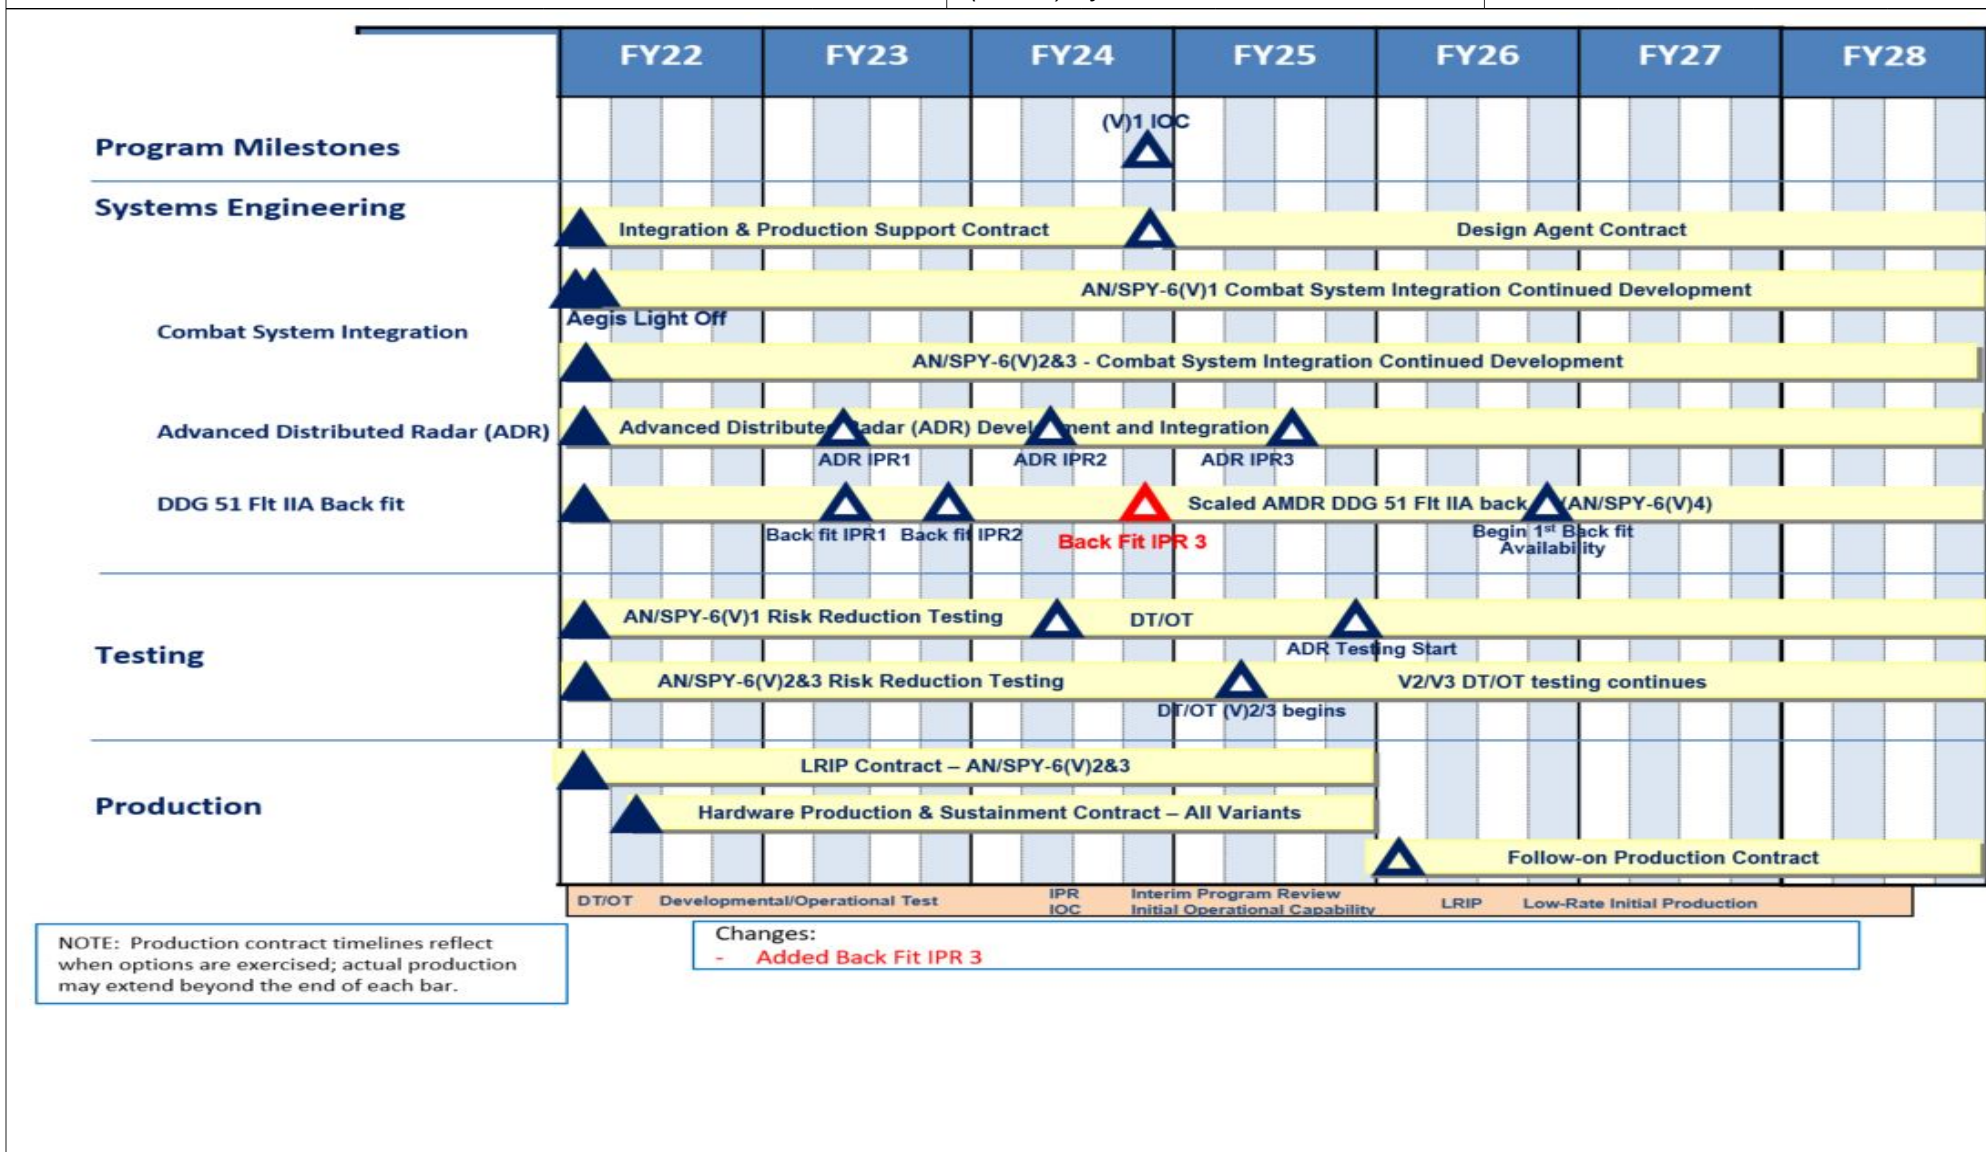 FY22 FY23 FY24 FY25 FY26 FY27 FY28
(V)1 IOC
Program Milestones
Systems Engineering
Integration & Production Support Contract
Design Agent Contract
AN/SPY-6(V)1 Combat System Integration Continued Development
Aegis Light Off
Combat System Integration
AN/SPY-6(V)2&3 - Combat System Integration Continued Development
Advanced Distributed Radar (ADR)
Advanced Distributed Radar (ADR) Development and Integration
ADR IPR1
ADR IPR2
ADR IPR3
DDG 51 Flt IIA Back fit
Scaled AMDR DDG 51 Flt IIA back (AN/SPY-6(V)4)
Back fit IPR1
Back fit IPR2
Back Fit IPR 3
Begin 1st Back fit
Availability
AN/SPY-6(V)1 Risk Reduction Testing
DT/OT
ADR Testing Start
Testing
AN/SPY-6(V)2&3 Risk Reduction Testing
V2/V3 DT/OT testing continues
DT/OT (V)2/3 begins
LRIP Contract – AN/SPY-6(V)2&3
Production
Hardware Production & Sustainment Contract – All Variants
Follow-on Production Contract
DT/OT Developmental/Operational Test
IPR Interim Program Review
IOC Initial Operational Capability
LRIP Low-Rate Initial Production
NOTE: Production contract timelines reflect
when options are exercised; actual production
may extend beyond the end of each bar.
Changes:
- Added Back Fit IPR 3